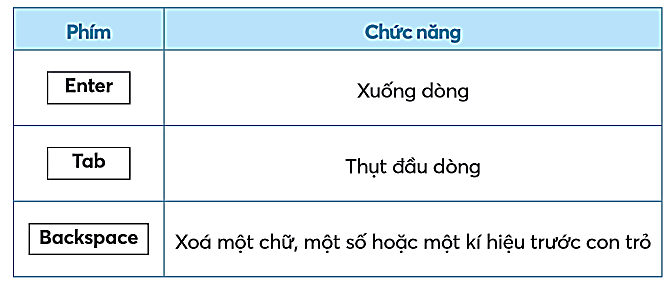 Phím Chức năng
Enter Xuống dòng
Tab Thụt đầu dòng
Backspace Xoá một chữ, một số hoặc một kí hiệu trước con trỏ